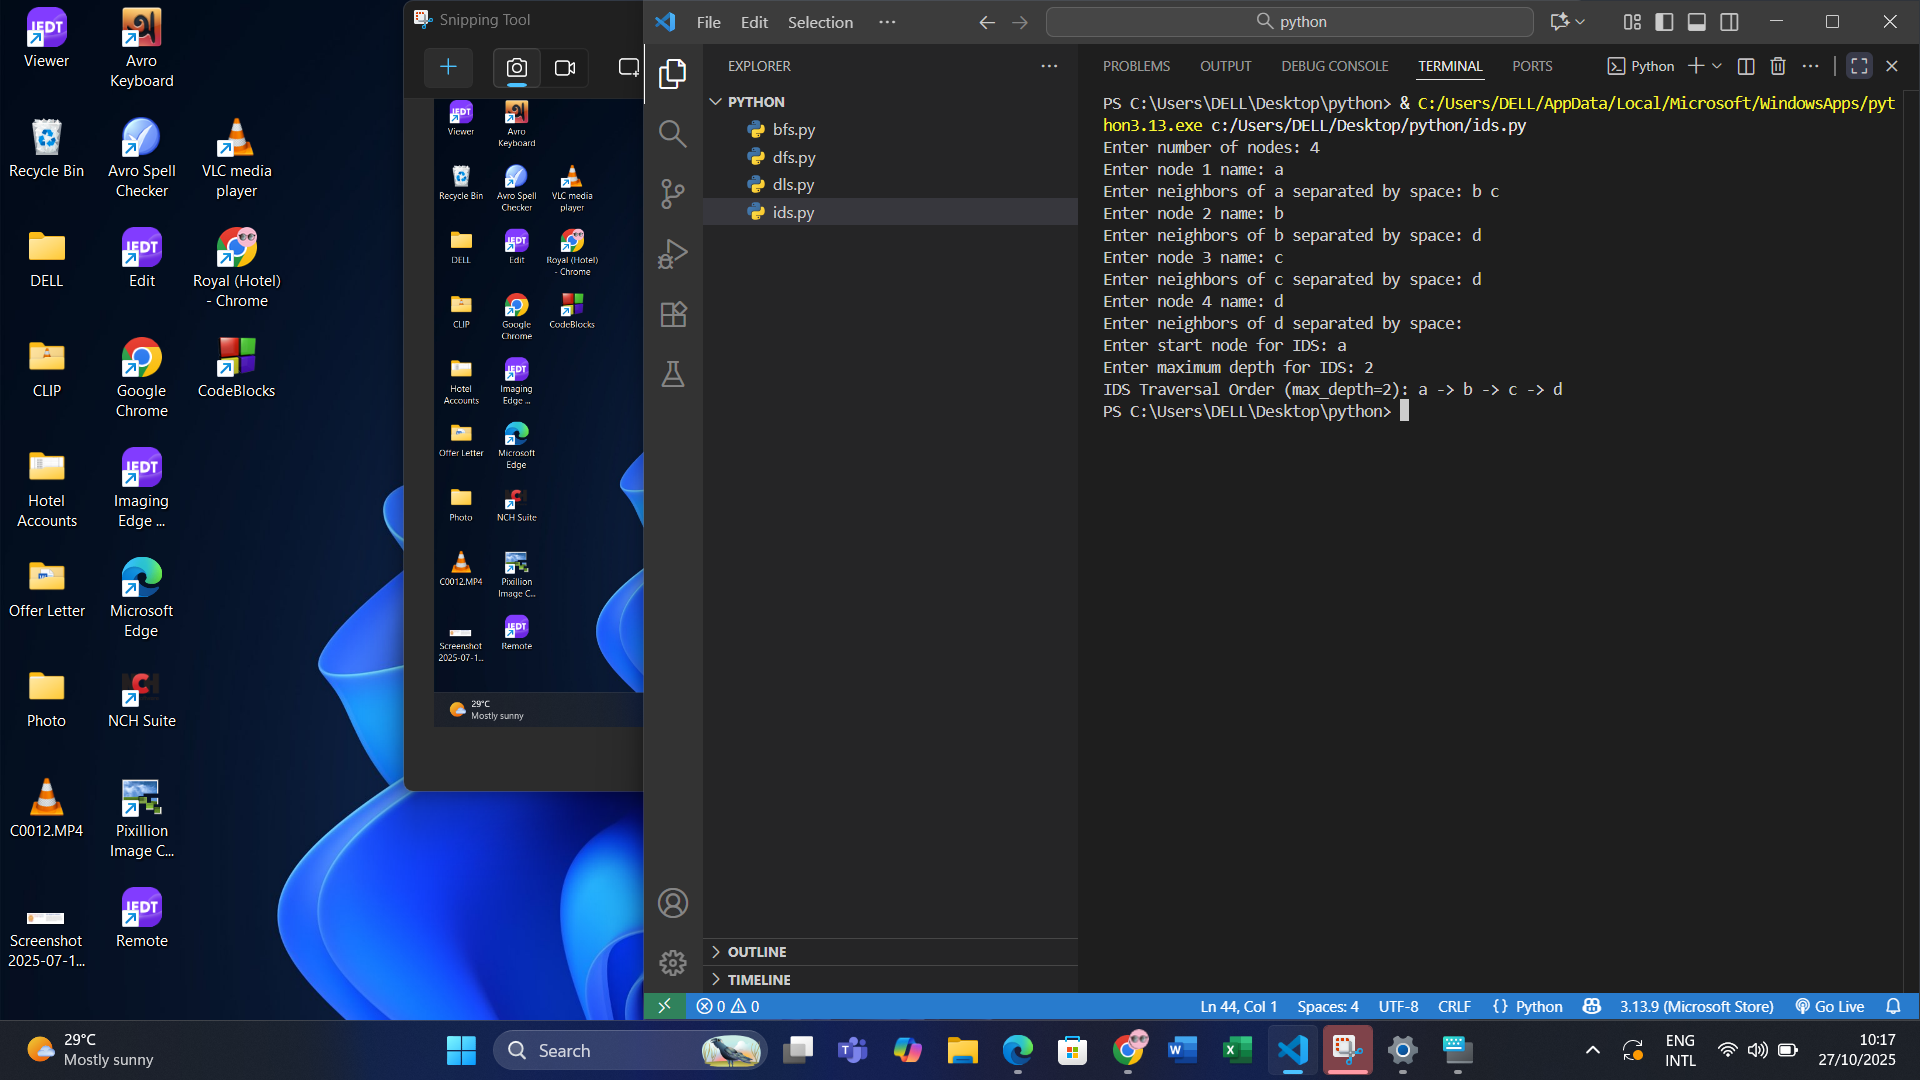 Viewer
Avro
Keyboard
Recycle Bin
Avro Spell
Checker
VLC media
player
DELL
Edit
Royal (Hotel)
- Chrome
CLIP
Google
Chrome
CodeBlocks
Hotel
Accounts
Imaging
Edge ...
Offer Letter
Microsoft
Edge
Photo
NCH Suite
C0012.MP4
Pixillion
Image C...
Screenshot
2025-07-1...
Remote
Snipping Tool
Viewer
Avro
Keyboard
Recycle Bin
Avro Spell
Checker
VLC media
player
DELL
Edit
Royal (Hotel)
- Chrome
CLIP
Google
Chrome
CodeBlocks
Hotel
Accounts
Imaging
Edge ...
Offer Letter
Microsoft
Edge
Photo
NCH Suite
C0012.MP4
Pixillion
Image C...
Screenshot
2025-07-1...
Remote
29°C
Mostly sunny
File Edit Selection ···
python
EXPLORER ···
PYTHON
bfs.py
dfs.py
dls.py
ids.py
OUTLINE
TIMELINE
PROBLEMS OUTPUT DEBUG CONSOLE TERMINAL PORTS Python
PS C:\Users\DELL\Desktop\python> & C:/Users/DELL/AppData/Local/Microsoft/WindowsApps/pyt
hon3.13.exe c:/Users/DELL/Desktop/python/ids.py
Enter number of nodes: 4
Enter node 1 name: a
Enter neighbors of a separated by space: b c
Enter node 2 name: b
Enter neighbors of b separated by space: d
Enter node 3 name: c
Enter neighbors of c separated by space: d
Enter node 4 name: d
Enter neighbors of d separated by space:
Enter start node for IDS: a
Enter maximum depth for IDS: 2
IDS Traversal Order (max_depth=2): a -> b -> c -> d
PS C:\Users\DELL\Desktop\python>
0 0 Ln 44, Col 1 Spaces: 4 UTF-8 CRLF {} Python 3.13.9 (Microsoft Store) Go Live
29°C
Mostly sunny
Search
ENG
INTL
10:17
27/10/2025